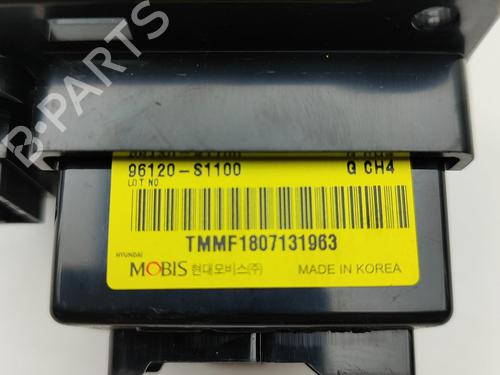 96120-S1100 Q CH4
LOT NO
TMMF1807131963
HYUNDAI
MOBIS 현대모비스(주) MADE IN KOREA
B-Parts